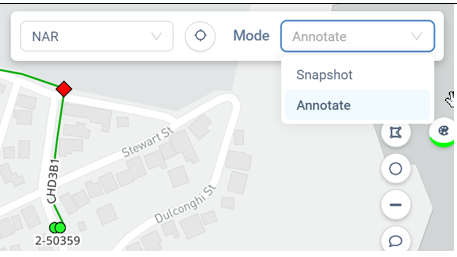 NAR
Mode
Annotate
Snapshot
Annotate
Stewart St
CHD3B1
Dulconghi St
2-50359